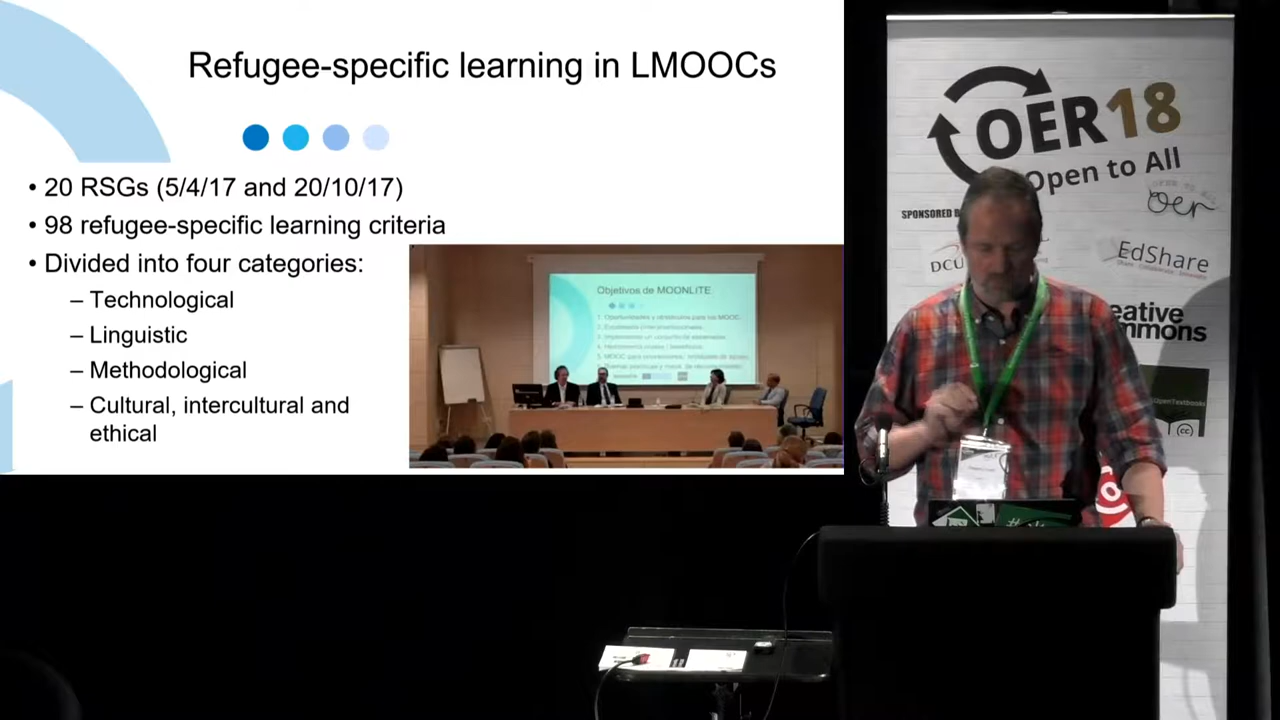 Refugee-specific learning in LMOOCs
• 20 RSGs (5/4/17 and 20/10/17)
• 98 refugee-specific learning criteria
• Divided into four categories:
– Technological
– Linguistic
– Methodological
– Cultural, intercultural and
ethical
Objetivos de MOONLITE
OER18
Open to All
SPONSORED
oer
DCU
EdShare
eative
mmons
OpenTextbooks
cc